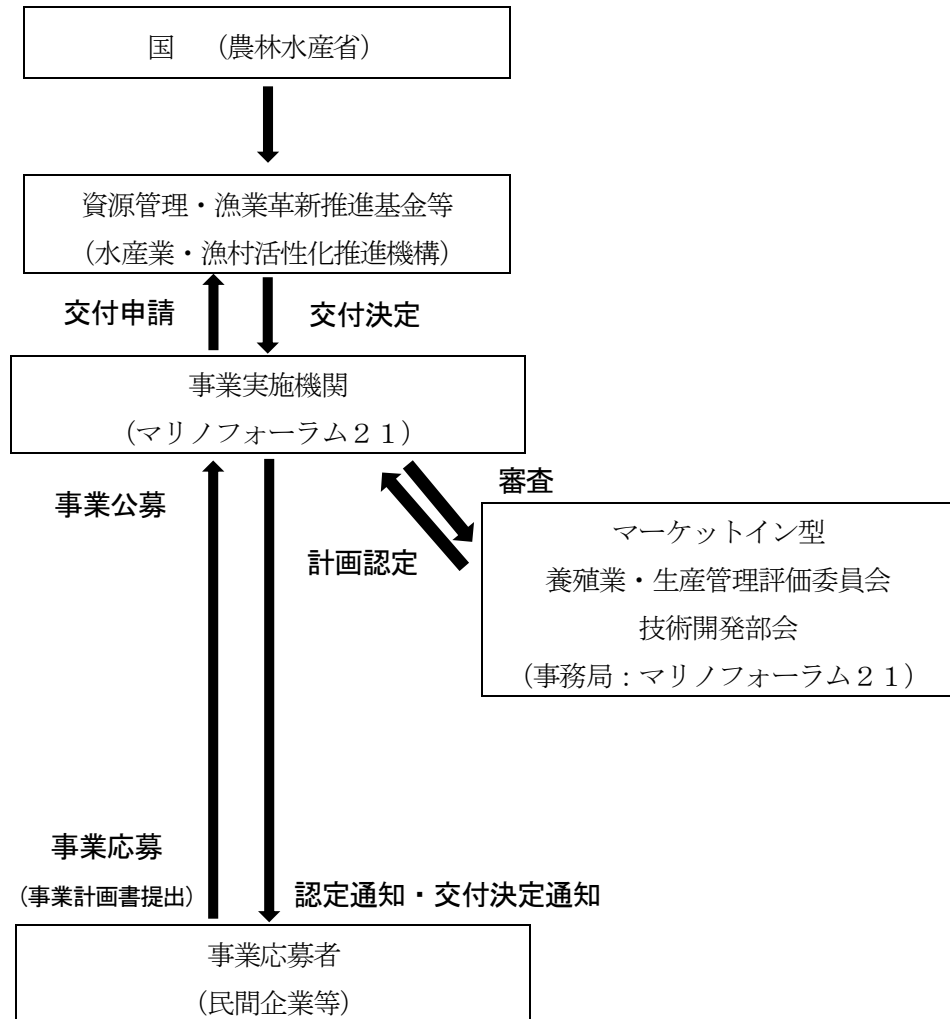 国　（農林水産省）
資源管理・漁業革新推進基金等
（水産業・漁村活性化推進機構）
交付申請
交付決定
事業実施機関
（マリノフォーラム２１）
審査
事業公募
計画認定
マーケットイン型
養殖業・生産管理評価委員会
技術開発部会
（事務局：マリノフォーラム２１）
事業応募
（事業計画書提出）
認定通知・交付決定通知
事業応募者
（民間企業等）